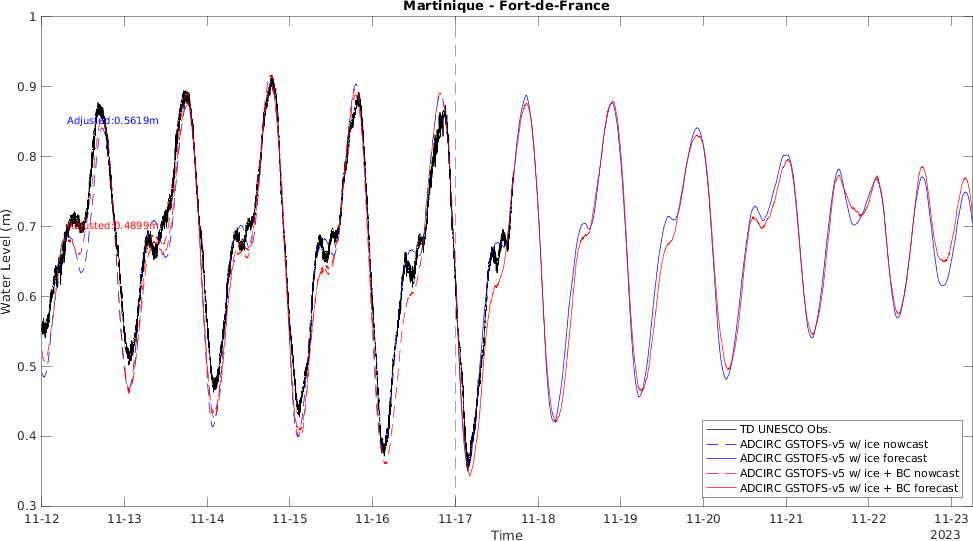 Martinique - Fort-de-France
1
0.9
0.8
0.7
0.6
0.5
0.4
0.3
Water Level (m)
Adjusted:0.5619m
Adjusted:0.4899m
TD UNESCO Obs.
ADCIRC GSTOFS-v5 w/ ice nowcast
ADCIRC GSTOFS-v5 w/ ice forecast
ADCIRC GSTOFS-v5 w/ ice + BC nowcast
ADCIRC GSTOFS-v5 w/ ice + BC forecast
11-12 11-13 11-14 11-15 11-16 11-17 11-18 11-19 11-20 11-21 11-22 11-23
Time 2023